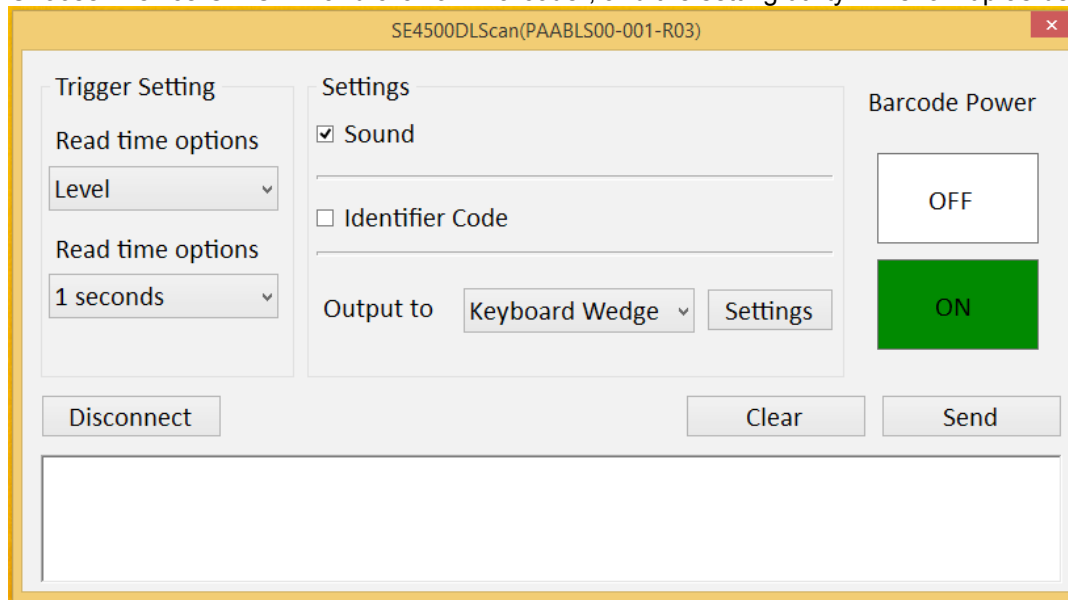 SE4500DLScan(PAABLS00-001-R03)
Trigger Setting
Read time options
Level
Read time options
1 seconds
Settings
Sound
Identifier Code
Output to
Keyboard Wedge
Settings
Barcode Power
OFF
ON
Disconnect
Clear
Send